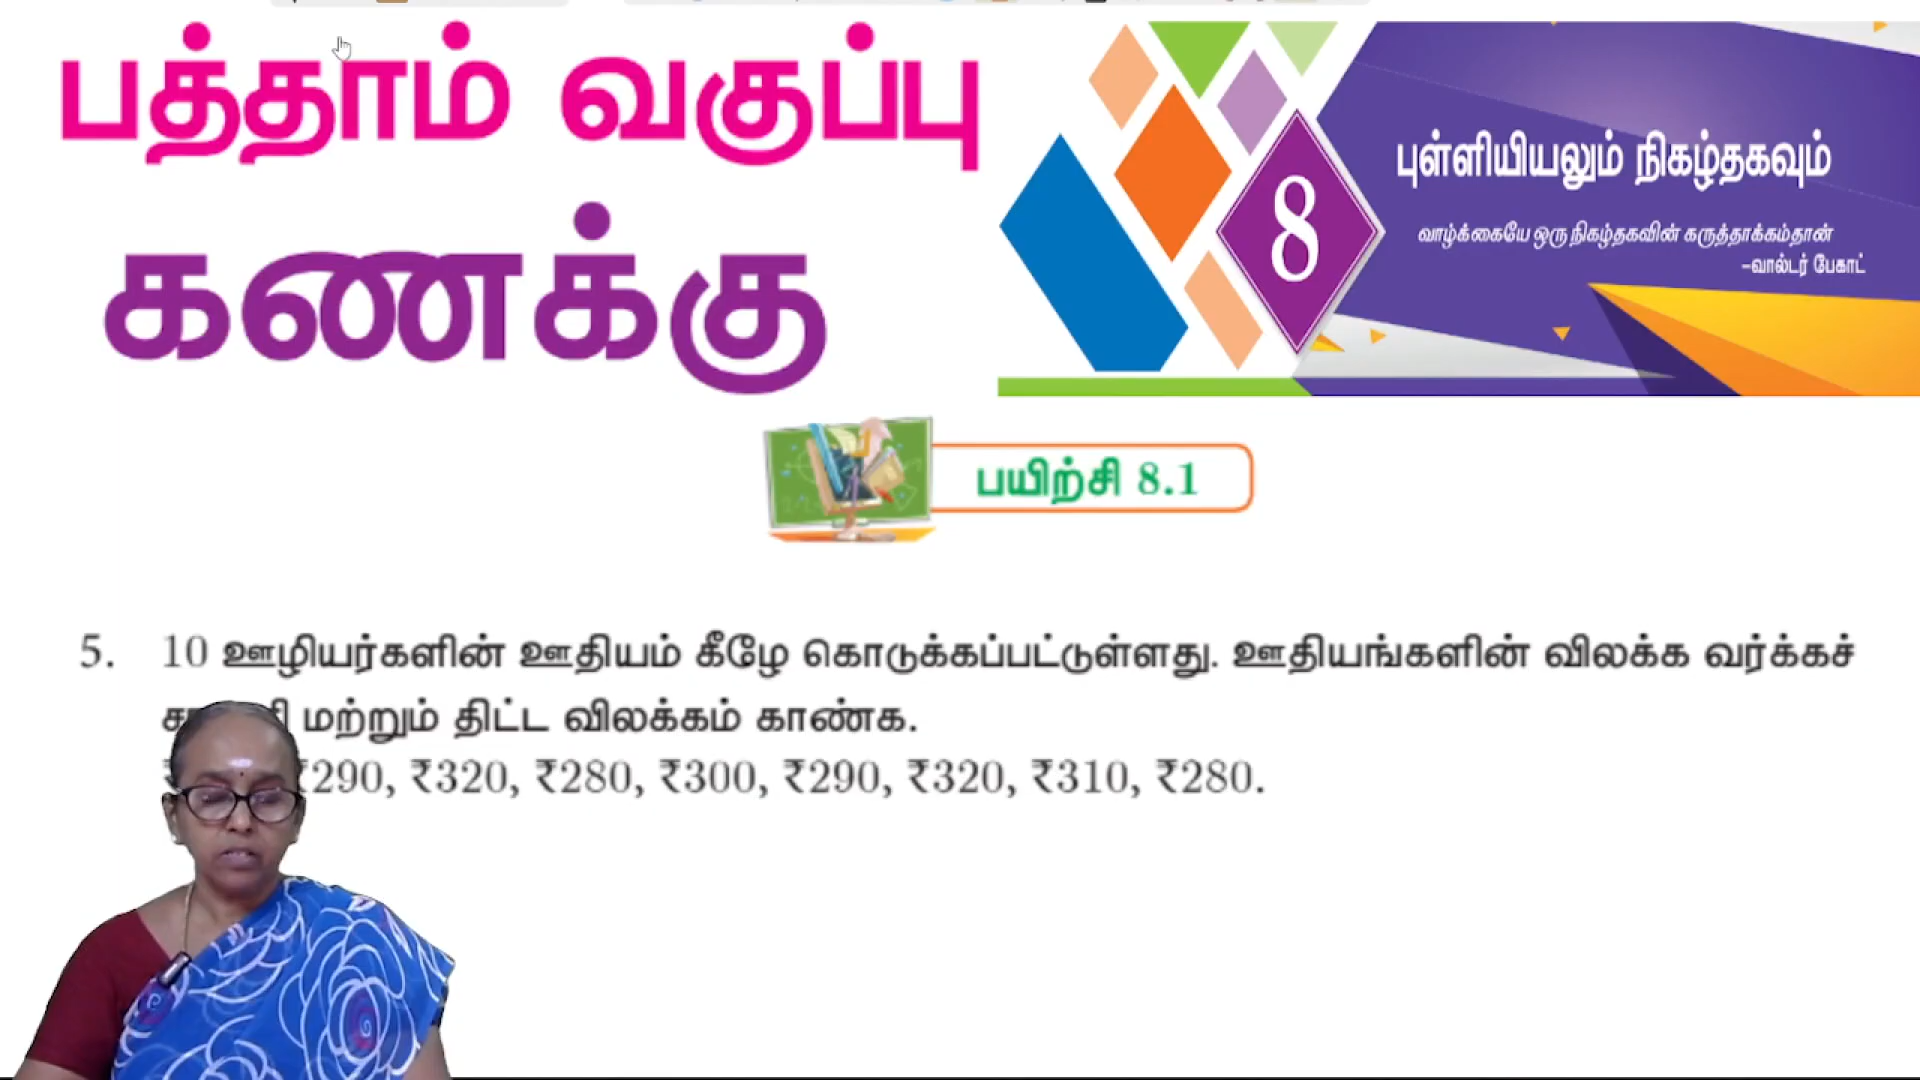 பத்தாம் வகுப்பு
கணக்கு
8
புள்ளியியலும் நிகழ்தகவும்
வாழ்க்கையே ஒரு நிகழ்தகவின் கருத்தாக்கம்தான்
-வால்டர் பேகாட்
பயிற்சி 8.1
5. 10 ஊழியர்களின் ஊதியம் கீழே கொடுக்கப்பட்டுள்ளது. ஊதியங்களின் விலக்க வர்க்கச்
மற்றும் திட்ட விலக்கம் காண்க.
₹290, ₹320, ₹280, ₹300, ₹290, ₹320, ₹310, ₹280.